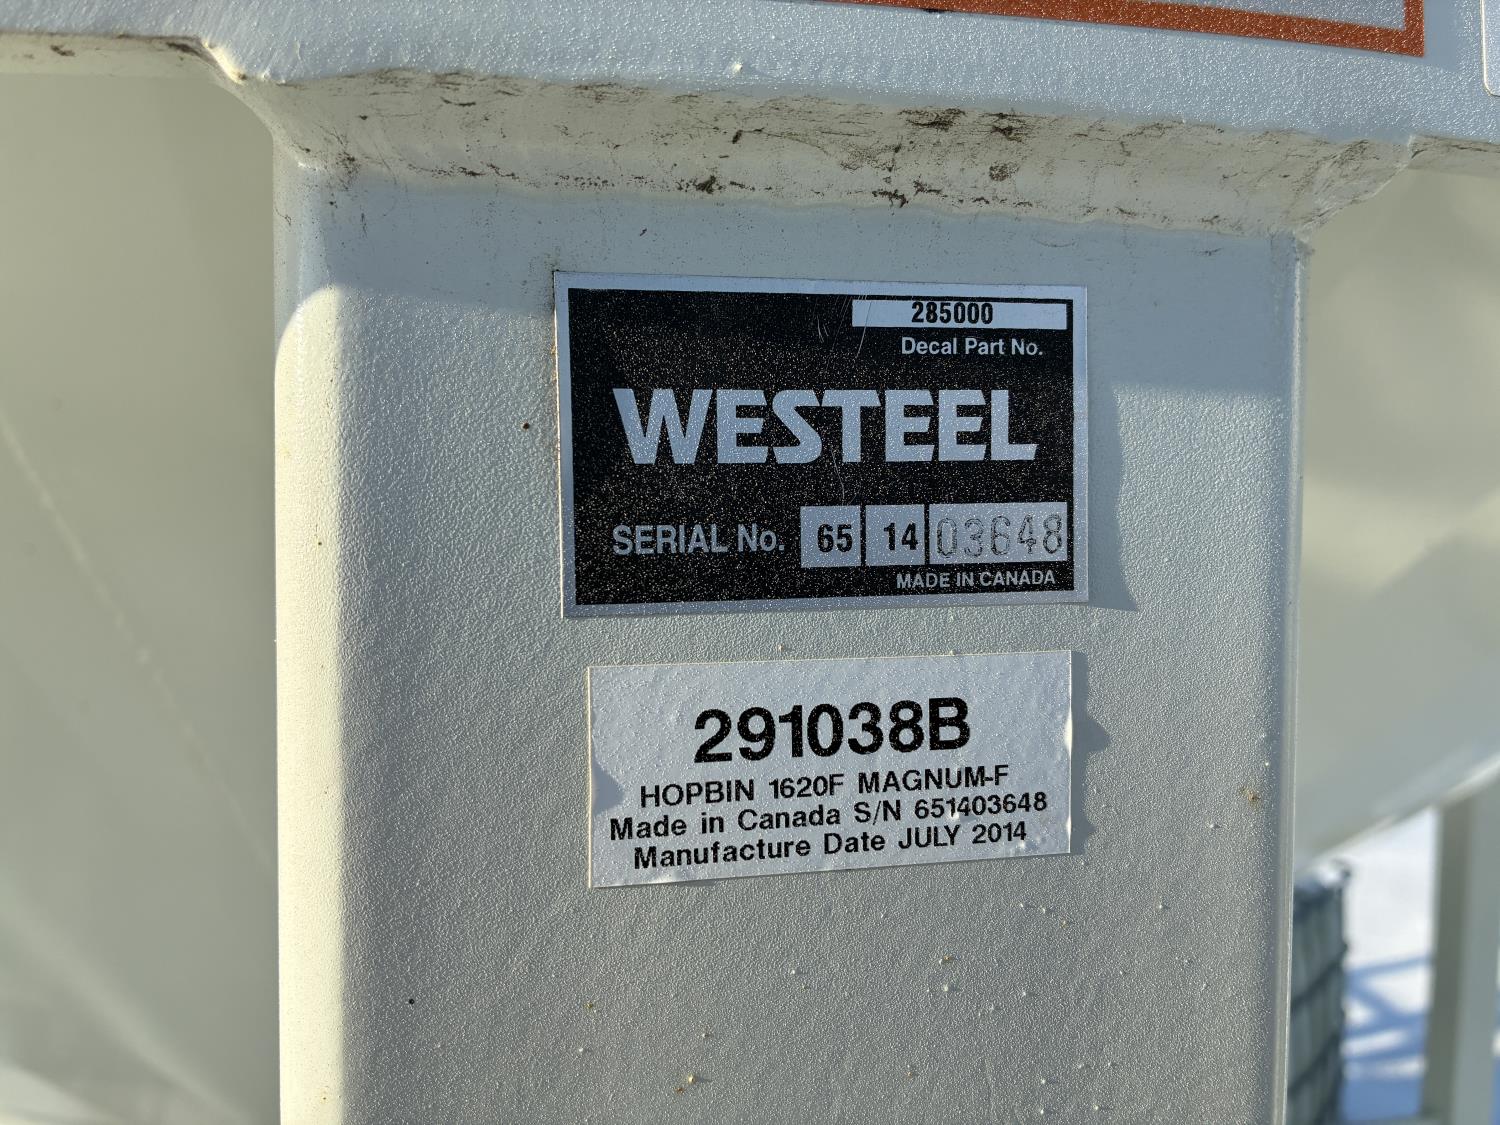 285000
Decal Part No.
WESTEEL
SERIAL No. 65 14 03648
MADE IN CANADA
291038B
HOPBIN 1620F MAGNUM-F
Made in Canada S/N 651403648
Manufacture Date JULY 2014